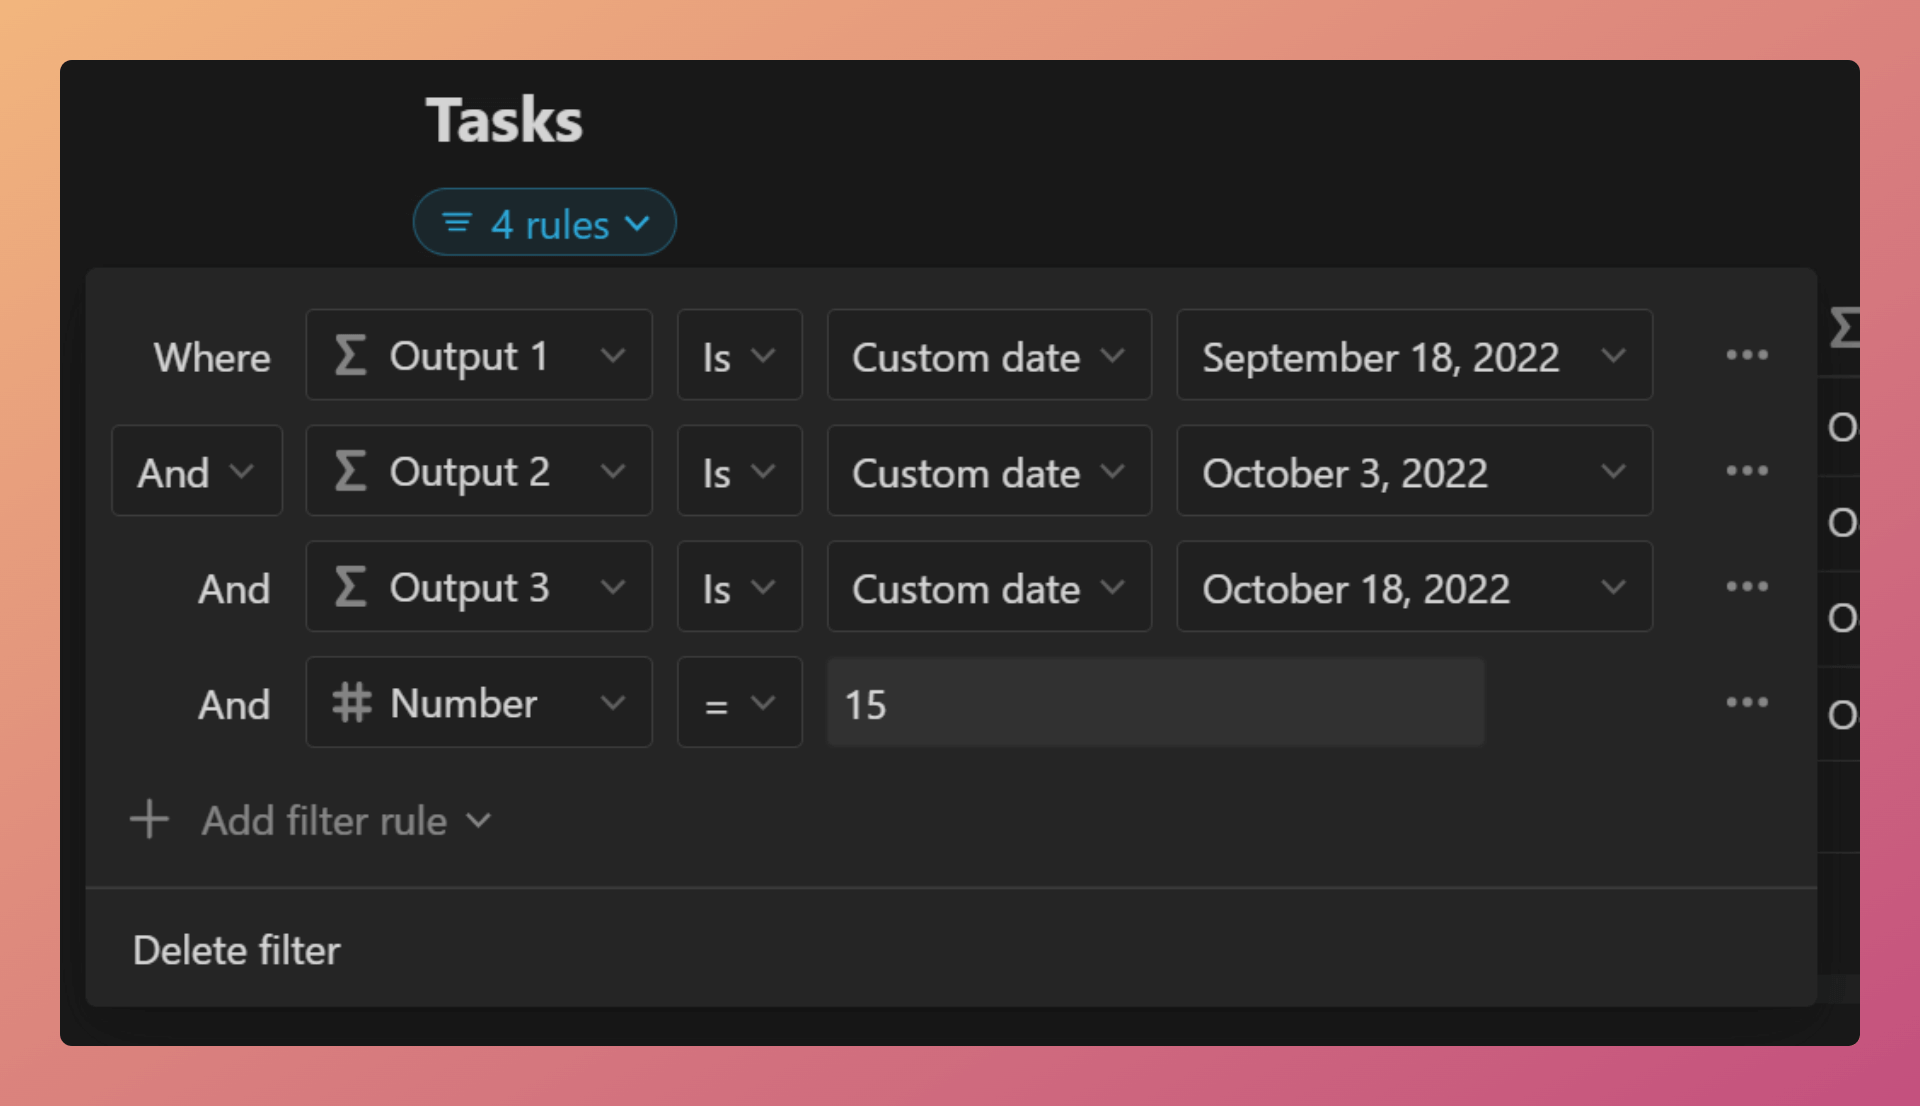 Tasks
4 rules
Where Σ Output 1 Is Custom date September 18, 2022
And Σ Output 2 Is Custom date October 3, 2022
And Σ Output 3 Is Custom date October 18, 2022
And # Number = 15
Add filter rule
Delete filter
Σ
O
O
O
O